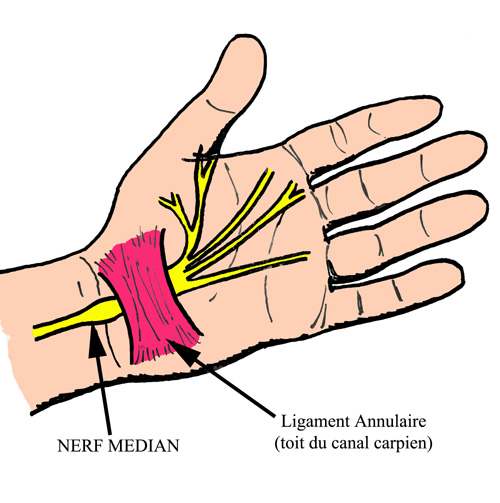 NERF MEDIAN
Ligament Annulaire
(toit du canal carpien)